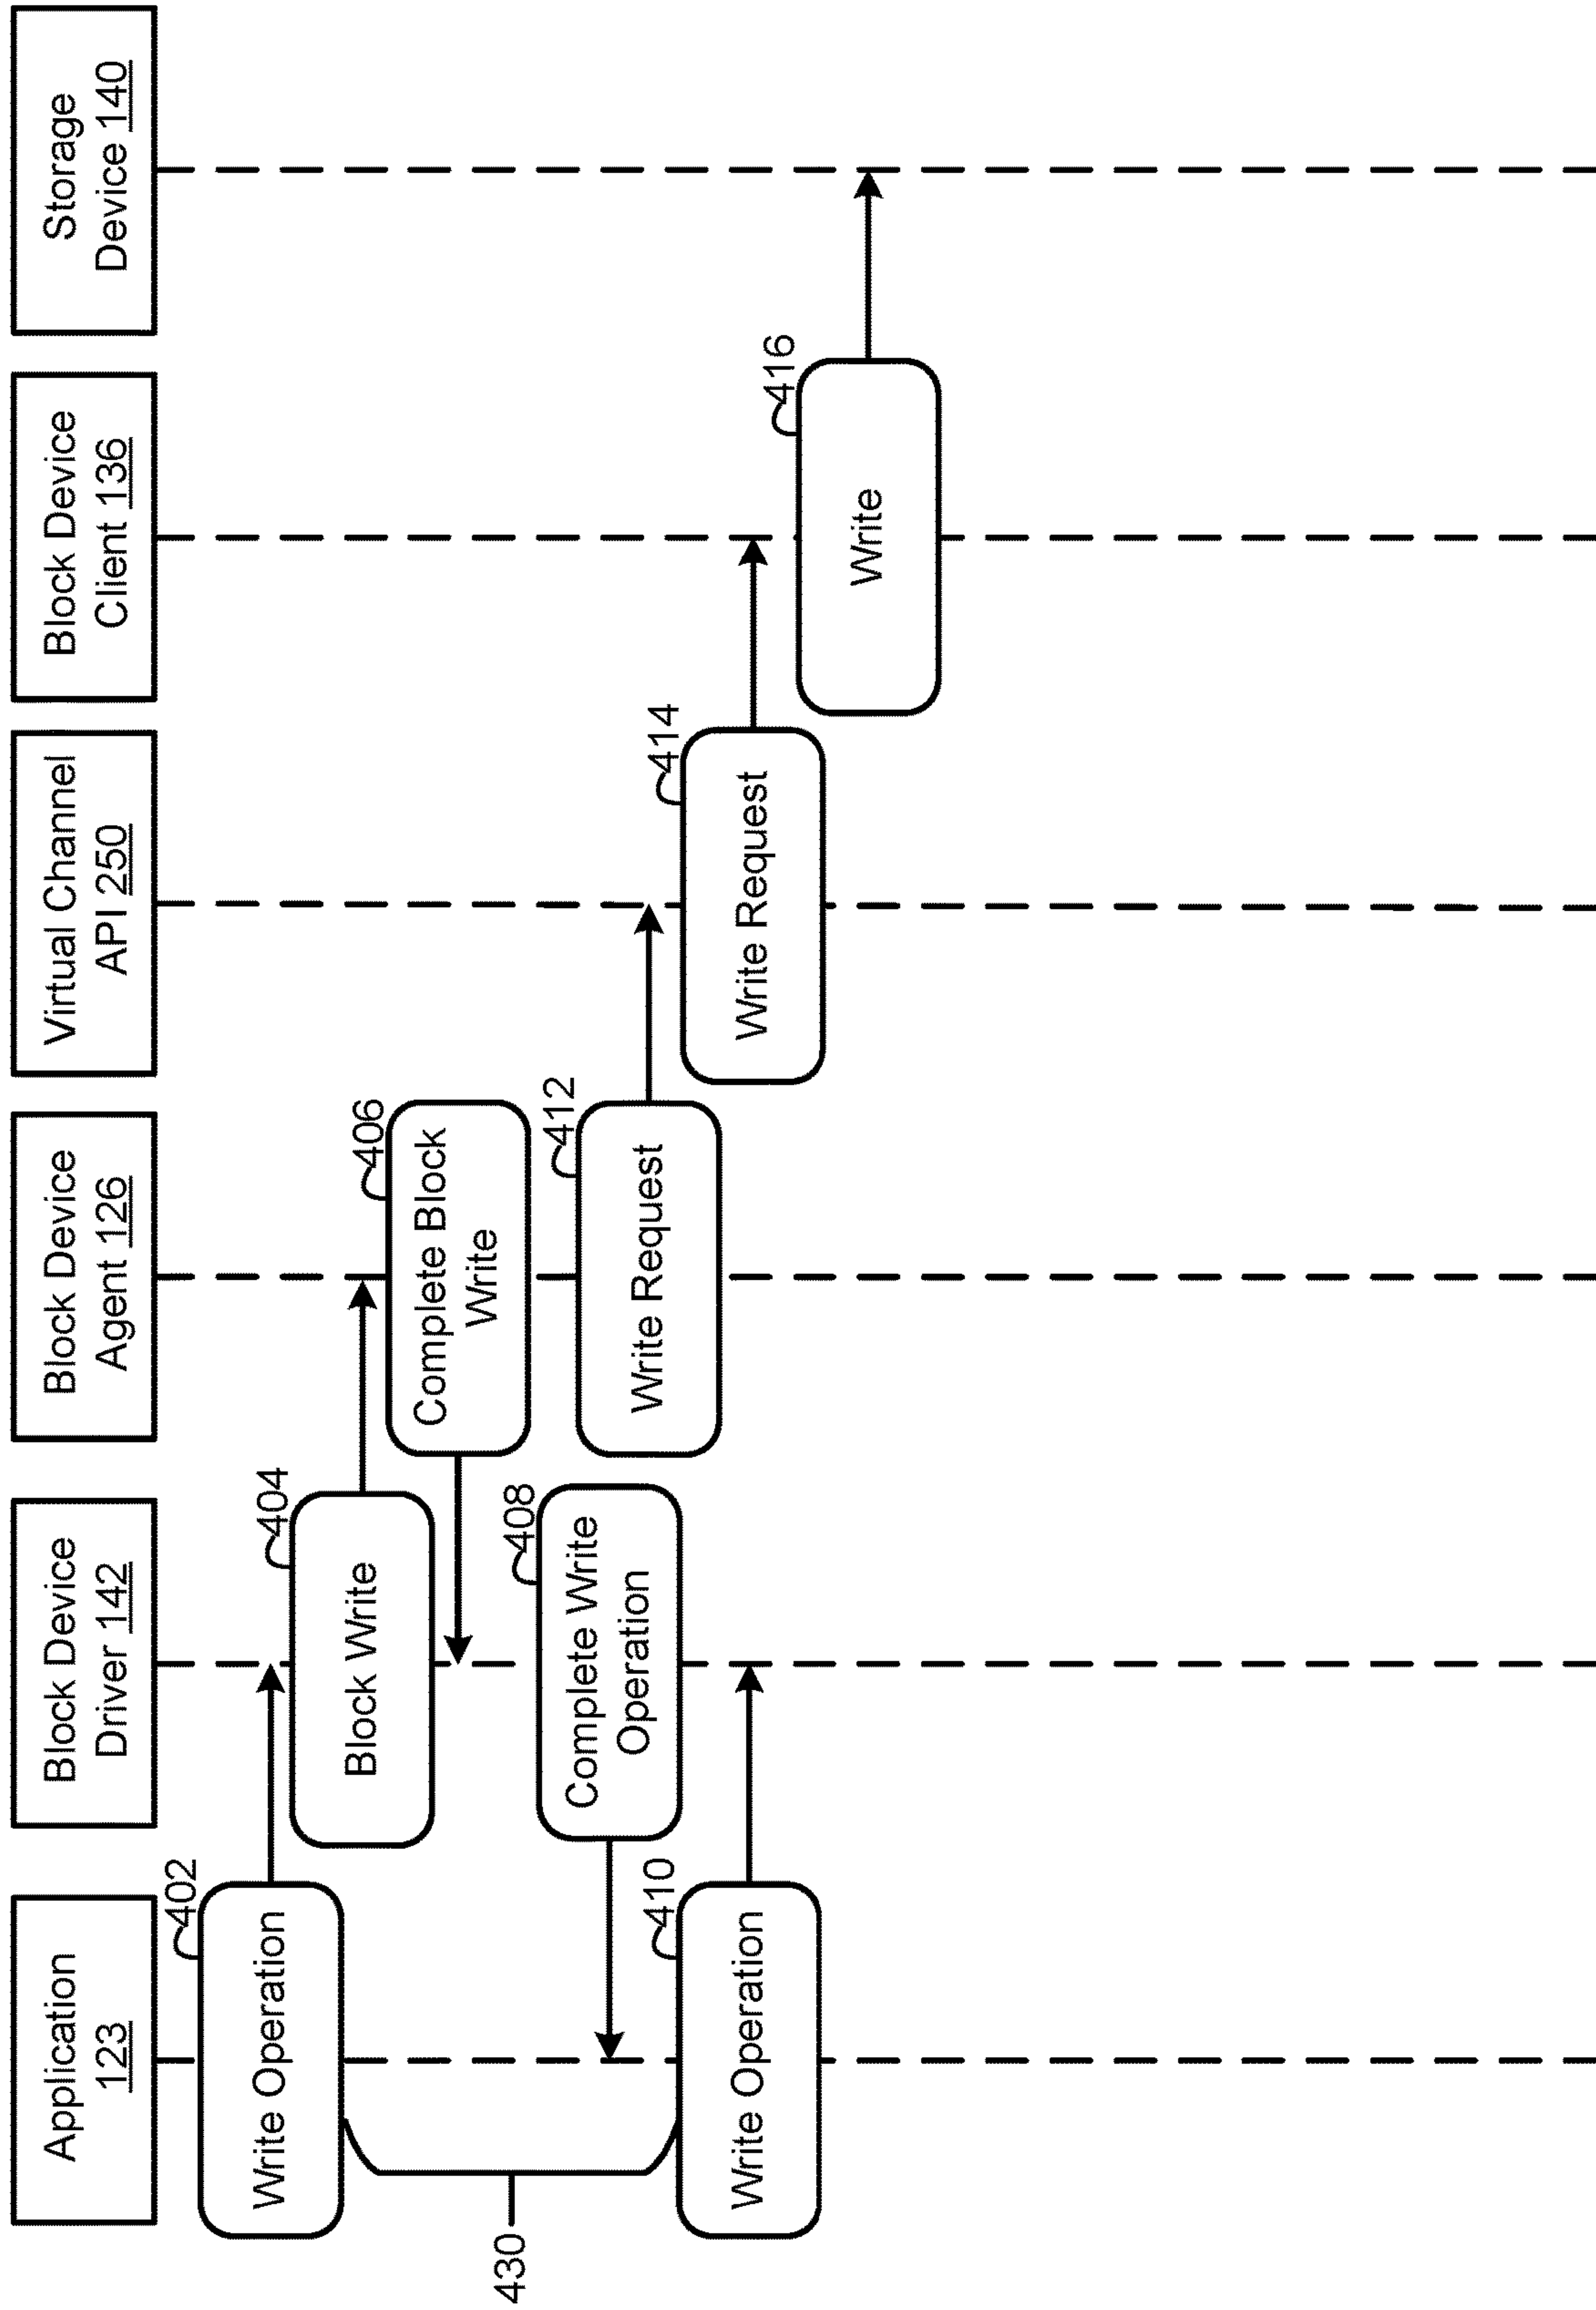 Application
123
Block Device
Driver 142
Block Device
Agent 126
Virtual Channel
API 250
Block Device
Client 136
Storage
Device 140
402
Write Operation
404
Block Write
406
Complete Block
Write
408
Complete Write
Operation
430
410
Write Operation
412
Write Request
414
Write Request
416
Write